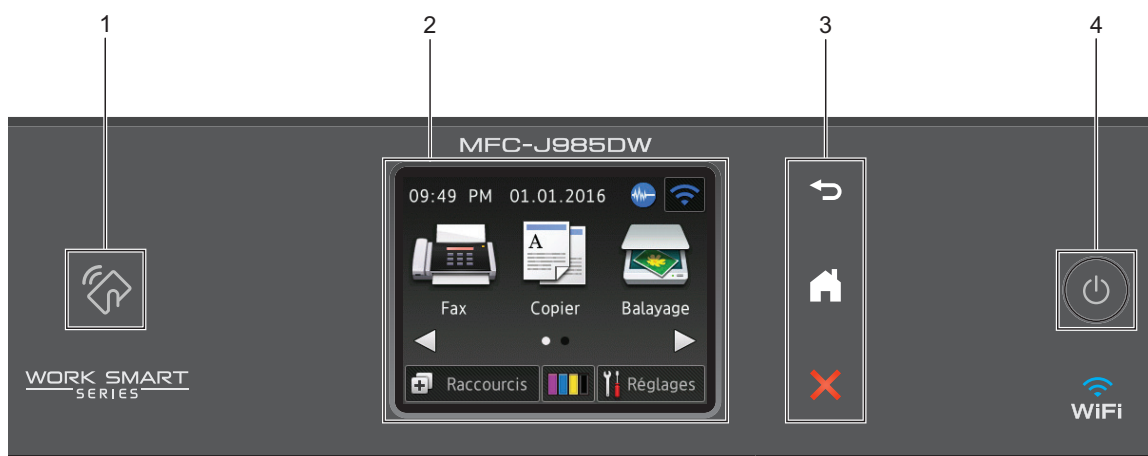 1 2 3 4
MFC-J985DW
09:49 PM 01.01.2016
A
Fax Copier Balayage
WORK SMART
SERIES
Raccourcis Réglages
WiFi